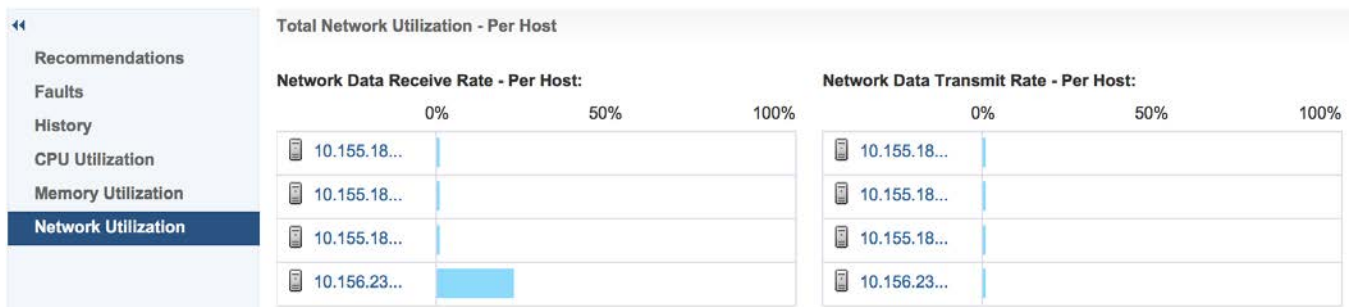 Total Network Utilization - Per Host
Recommendations
Faults
History
CPU Utilization
Memory Utilization
Network Utilization
Network Data Receive Rate - Per Host:
0% 50% 100%
10.155.18...
10.155.18...
10.155.18...
10.156.23...
Network Data Transmit Rate - Per Host:
0% 50% 100%
10.155.18...
10.155.18...
10.155.18...
10.156.23...